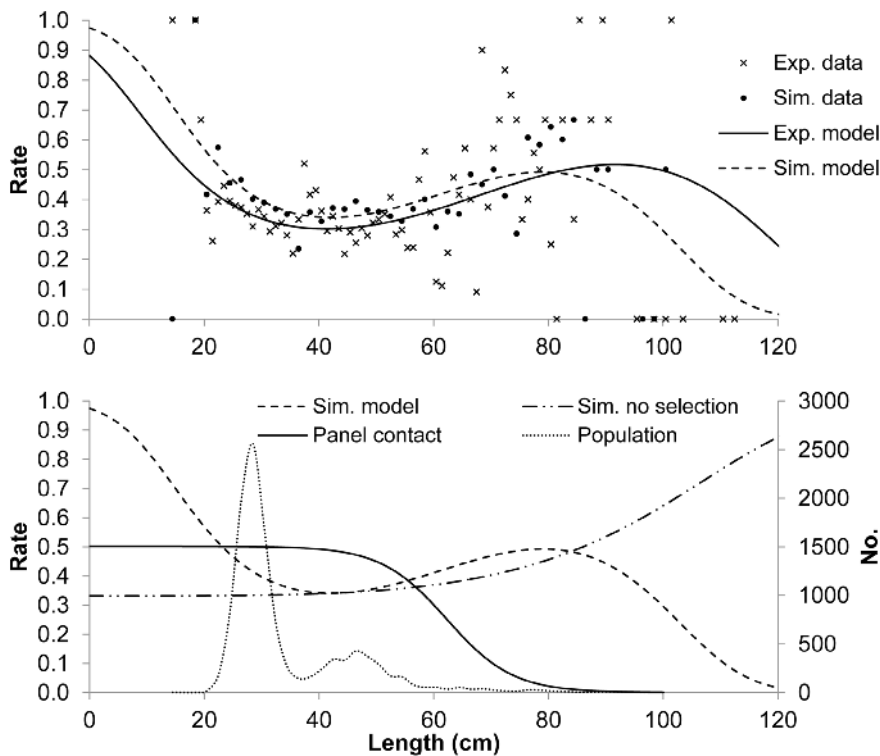 1.0
0.9
0.8
0.7
0.6
0.5
0.4
0.3
0.2
0.1
0.0
Rate
Exp. data
Sim. data
Exp. model
Sim. model
0 20 40 60 80 100 120
1.0
0.9
0.8
0.7
0.6
0.5
0.4
0.3
0.2
0.1
0.0
Rate
Sim. model Sim. no selection
Panel contact Population
3000
2500
2000
1500
1000
500
0
No.
0 20 40 60 80 100 120
Length (cm)